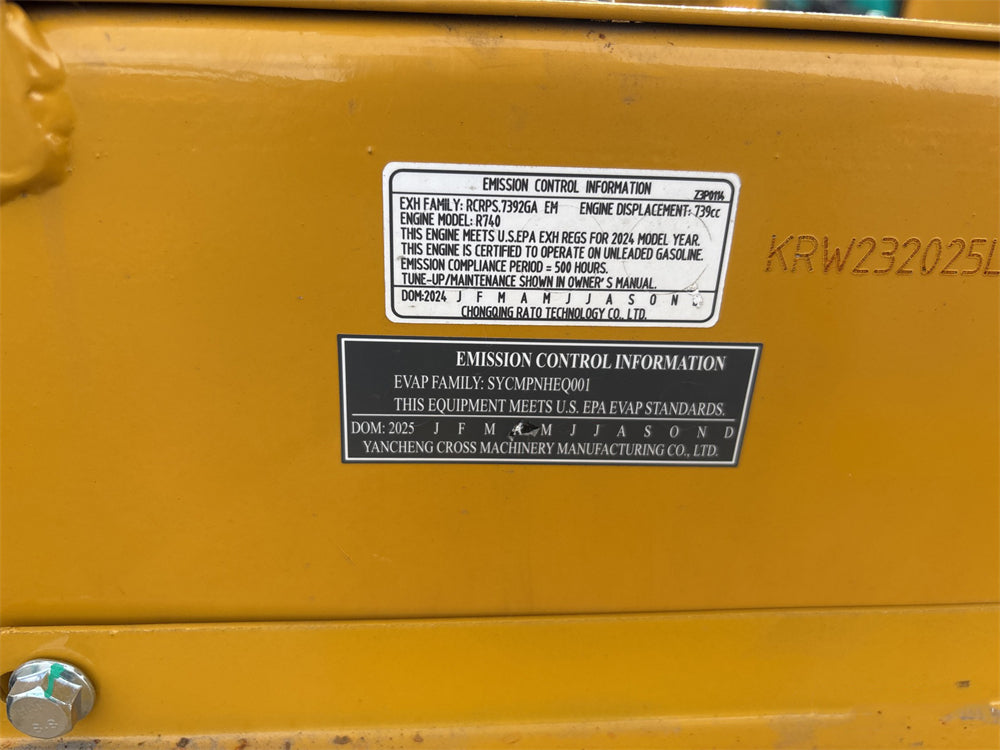 EMISSION CONTROL INFORMATION
Z3P0114
EXH FAMILY: RCRPS.7392GA EM ENGINE DISPLACEMENT: 739cc
ENGINE MODEL: R740
THIS ENGINE MEETS U.S.EPA EXH REGS FOR 2024 MODEL YEAR.
THIS ENGINE IS CERTIFIED TO OPERATE ON UNLEADED GASOLINE.
EMISSION COMPLIANCE PERIOD = 500 HOURS.
TUNE-UP/MAINTENANCE SHOWN IN OWNER'S MANUAL.
DOM:2024 J F M A M J J A S O N D
CHONGQING RATO TECHNOLOGY CO., LTD.
KRW232025L
EMISSION CONTROL INFORMATION
EVAP FAMILY: SYCMPNHEQ001
THIS EQUIPMENT MEETS U.S. EPA EVAP STANDARDS.
DOM: 2025 J F M A M J J A S O N D
YANCHENG CROSS MACHINERY MANUFACTURING CO., LTD.
8.8